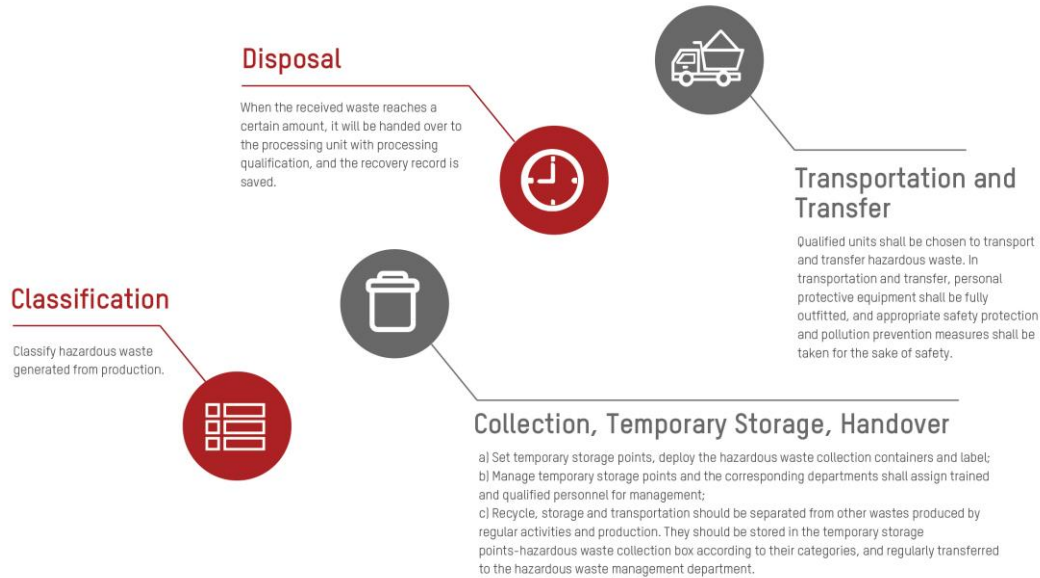 Disposal
When the received waste reaches a
certain amount, it will be handed over to
the processing unit with processing
qualification, and the recovery record is
saved.
Transportation and
Transfer
Qualified units shall be chosen to transport
and transfer hazardous waste. In
transportation and transfer, personal
protective equipment shall be fully
outfitted, and appropriate safety protection
and pollution prevention measures shall be
taken for the sake of safety.
Classification
Classify hazardous waste
generated from production.
Collection, Temporary Storage, Handover
a) Set temporary storage points, deploy the hazardous waste collection containers and label;
b) Manage temporary storage points and the corresponding departments shall assign trained
and qualified personnel for management;
c) Recycle, storage and transportation should be separated from other wastes produced by
regular activities and production. They should be stored in the temporary storage
points-hazardous waste collection box according to their categories, and regularly transferred
to the hazardous waste management department.